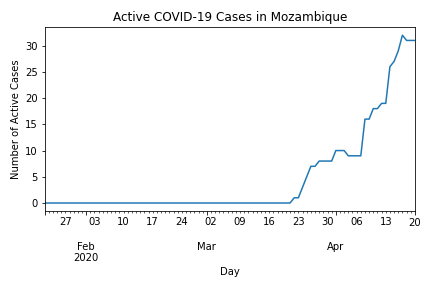 Active COVID-19 Cases in Mozambique
Number of Active Cases
30
25
20
15
10
5
0
27 03 10 17 24 02 09 16 23 30 06 13 20
Feb Mar Apr
2020
Day